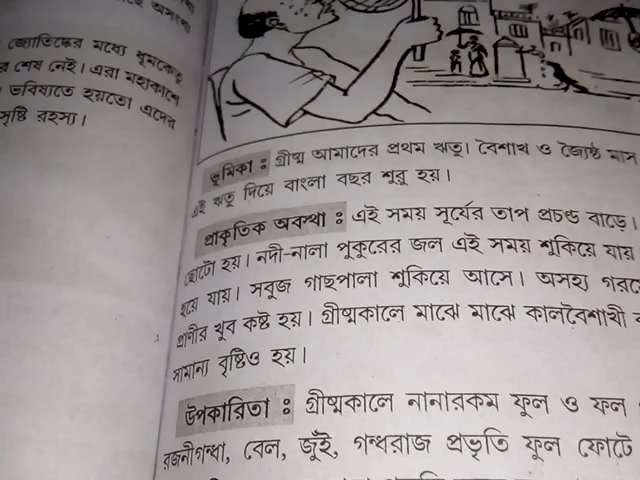 জ্যোতিষ্কের মধ্যে ধূমকেতু
র শেষ নেই। এরা মহাকাশে
ভবিষ্যতে হয়তো এদের
সৃষ্টি রহস্য।
ভূমিকা : গ্রীষ্ম আমাদের প্রথম ঋতু। বৈশাখ ও জ্যৈষ্ঠ মাস
এই ঋতু দিয়ে বাংলা বছর শুরু হয়।
প্রাকৃতিক অবস্থা : এই সময় সূর্যের তাপ প্রচণ্ড বাড়ে।
ছোটো হয়। নদী-নালা পুকুরের জল এই সময় শুকিয়ে যায়
হয়ে যায়। সবুজ গাছপালা শুকিয়ে আসে। অসহ্য গরমে
প্রাণীর খুব কষ্ট হয়। গ্রীষ্মকালে মাঝে মাঝে কালবৈশাখী
সামান্য বৃষ্টিও হয়।
উপকারিতা : গ্রীষ্মকালে নানারকম ফুল ও ফল
রজনীগন্ধা, বেল, জুঁই, গন্ধরাজ প্রভৃতি ফুল ফোটে